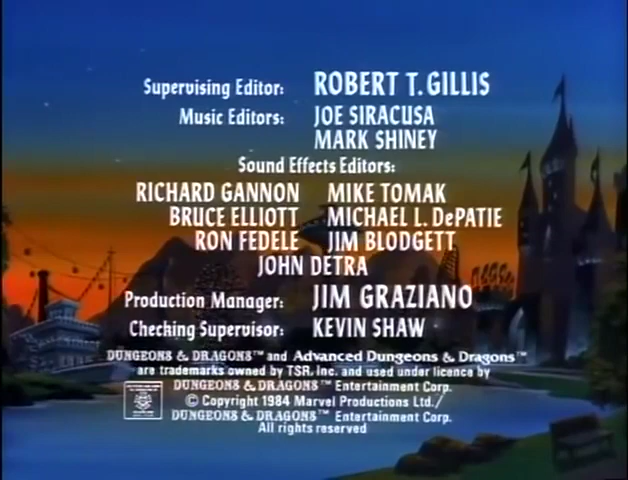 Supervising Editor: ROBERT T. GILLIS
Music Editors: JOE SIRACUSA
MARK SHINEY
Sound Effects Editors:
RICHARD GANNON MIKE TOMAK
BRUCE ELLIOTT MICHAEL L. DePATIE
RON FEDELE JIM BLODGETT
JOHN DETRA
Production Manager: JIM GRAZIANO
Checking Supervisor: KEVIN SHAW
DUNGEONS & DRAGONS™ and Advanced Dungeons & Dragons™
are trademarks owned by TSR, Inc. and used under licence by
DUNGEONS & DRAGONS™ Entertainment Corp.
© Copyright 1984 Marvel Productions Ltd./
DUNGEONS & DRAGONS™ Entertainment Corp.
All rights reserved